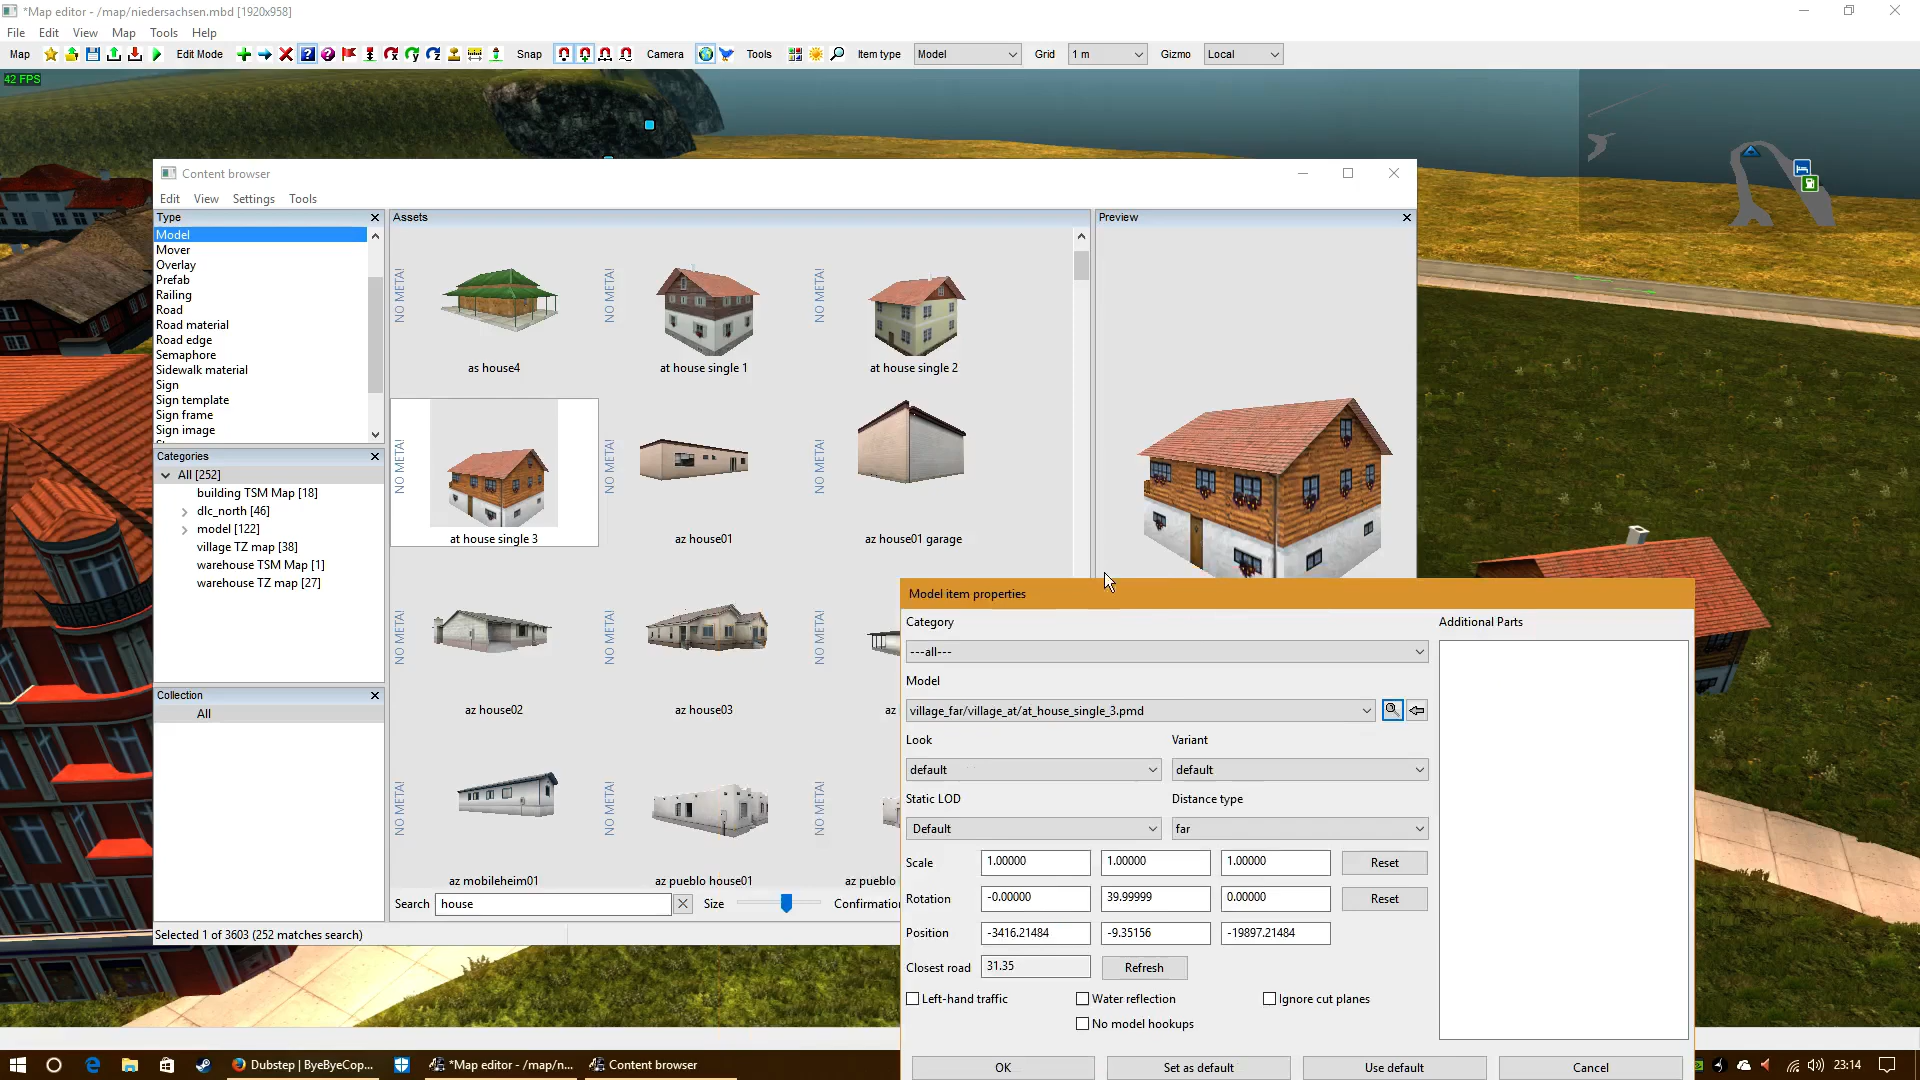 *Map editor - /map/niedersachsen.mbd [1920x958]
File Edit View Map Tools Help
Map Edit Mode Snap Camera Tools Item type Model Grid 1 m Gizmo Local
42 FPS
Content browser
Edit View Settings Tools
Type
Assets
Preview
Model
Mover
Overlay
Prefab
Railing
Road
Road material
Road edge
Semaphore
Sidewalk material
Sign
Sign template
Sign frame
Sign image
Categories
All [252]
building TSM Map [18]
dlc_north [46]
model [122]
village TZ map [38]
warehouse TSM Map [1]
warehouse TZ map [27]
Collection
All
NO META! NO META! NO META!
as house4 at house single 1 at house single 2
NO META! NO META! NO META!
at house single 3 az house01 az house01 garage
NO META! NO META! NO META!
az house02 az house03 az
NO META! NO META! NO META!
az mobileheim01 az pueblo house01 az pueblo
Search house Size Confirmation
Selected 1 of 3603 (252 matches search)
Model item properties
Category
---all---
Additional Parts
Model
village_far/village_at/at_house_single_3.pmd
Look Variant
default default
Static LOD Distance type
Default far
Scale 1.00000 1.00000 1.00000 Reset
Rotation -0.00000 39.99999 0.00000 Reset
Position -3416.21484 -9.35156 -19897.21484
Closest road 31.35 Refresh
Left-hand traffic Water reflection Ignore cut planes
No model hookups
OK Set as default Use default Cancel
Dubstep | ByeByeCop... *Map editor - /map/n... Content browser 23:14